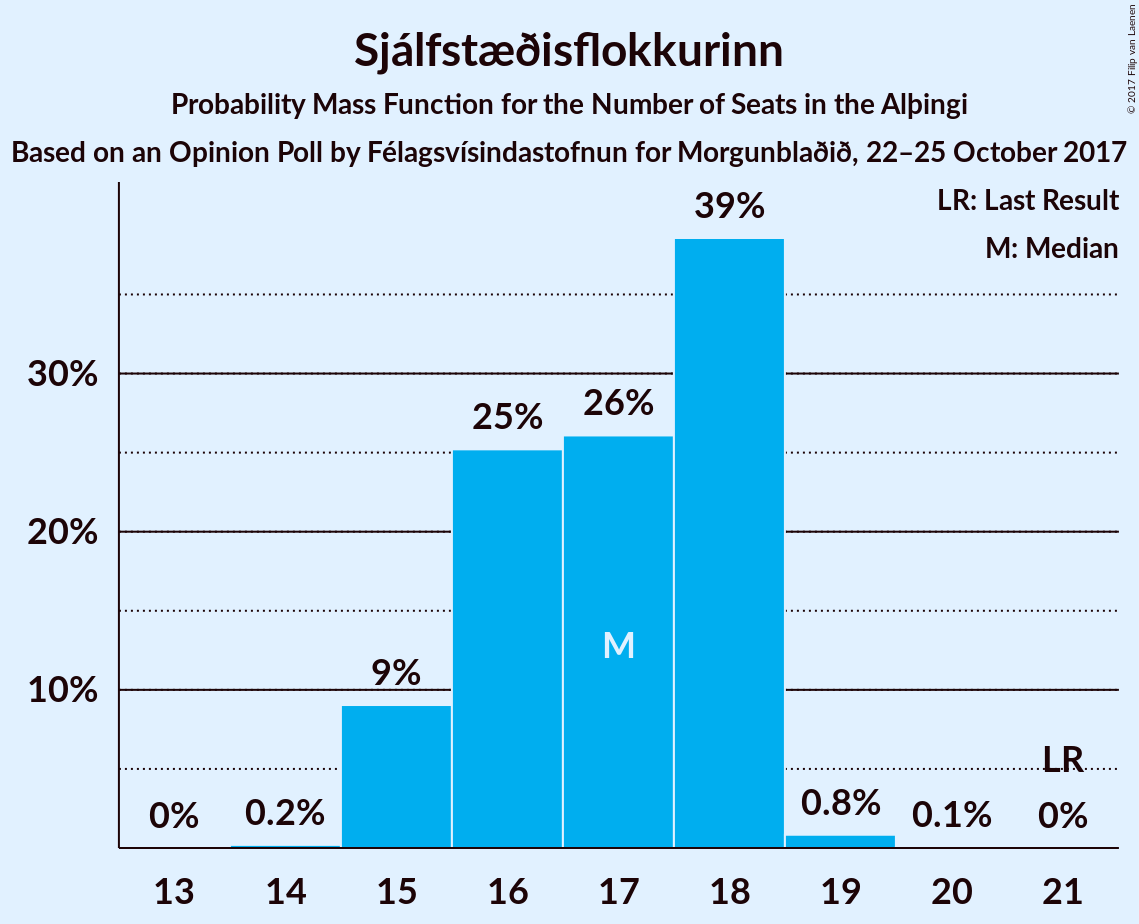 Sjálfstæðisflokkurinn
Probability Mass Function for the Number of Seats in the Alþingi
Based on an Opinion Poll by Félagsvísindastofnun for Morgunblaðið, 22–25 October 2017
© 2017 Filip van Laenen
LR: Last Result
M: Median
39%
30%
26%
25%
20%
M
9%
10%
LR
0%
0.2%
0.8%
0.1%
0%
13 14 15 16 17 18 19 20 21